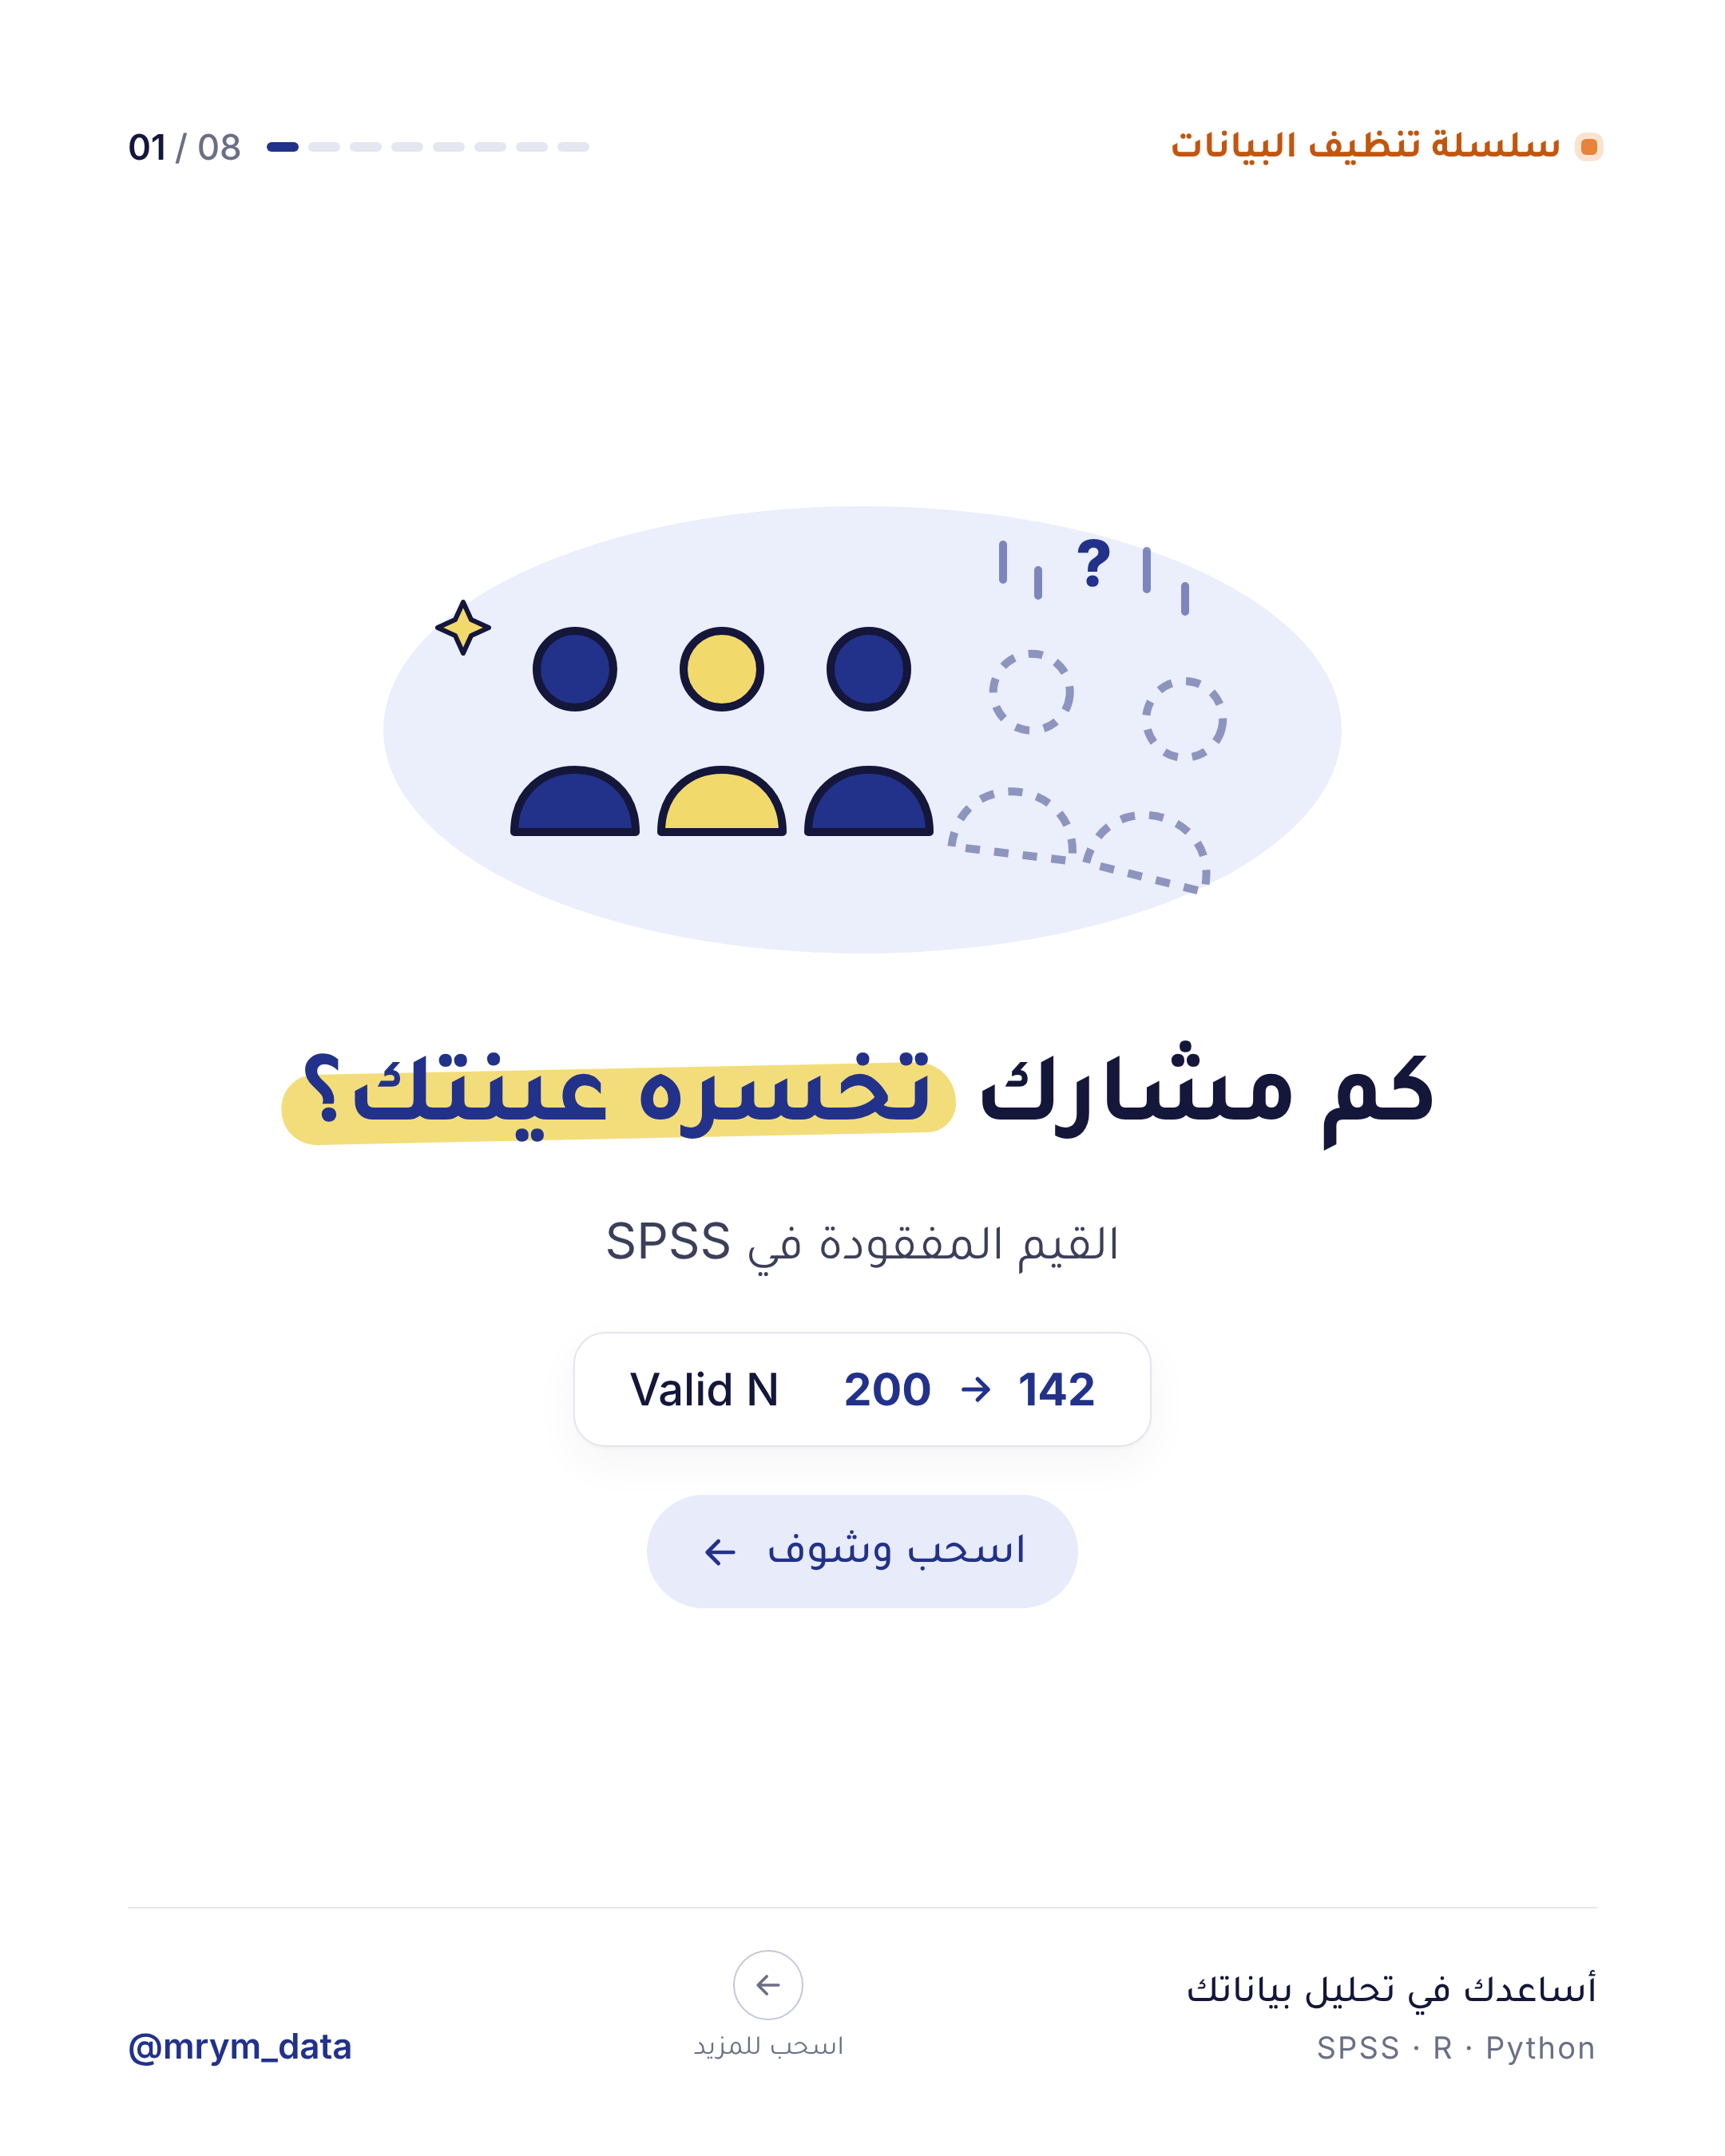 سلسلة تنظيف البيانات
01 / 08
?
كم مشارك تخسره عينتك؟
القيم المفقودة في SPSS
Valid N 200 → 142
اسحب وشوف ←
أساعدك في تحليل بياناتك
SPSS · R · Python
←
اسحب للمزيد
@mrym_data